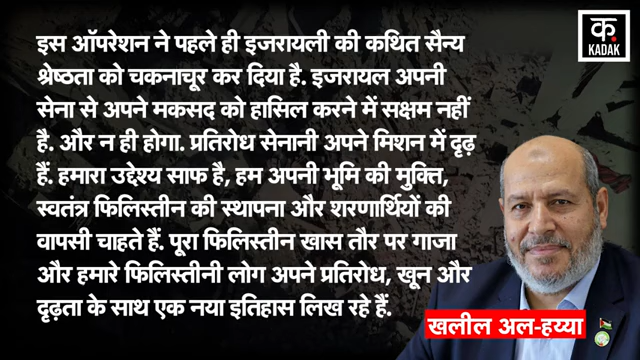 क
KADAK
इस ऑपरेशन ने पहले ही इजरायली की कथित सैन्य
श्रेष्ठता को चकनाचूर कर दिया है. इजरायल अपनी
सेना से अपने मकसद को हासिल करने में सक्षम नहीं
है. और न ही होगा. प्रतिरोध सेनानी अपने मिशन में दृढ़
हैं. हमारा उद्देश्य साफ है, हम अपनी भूमि की मुक्ति,
स्वतंत्र फिलिस्तीन की स्थापना और शरणार्थियों की
वापसी चाहते हैं. पूरा फिलिस्तीन खास तौर पर गाजा
और हमारे फिलिस्तीनी लोग अपने प्रतिरोध, खून और
दृढ़ता के साथ एक नया इतिहास लिख रहे हैं.
खलील अल-हय्या